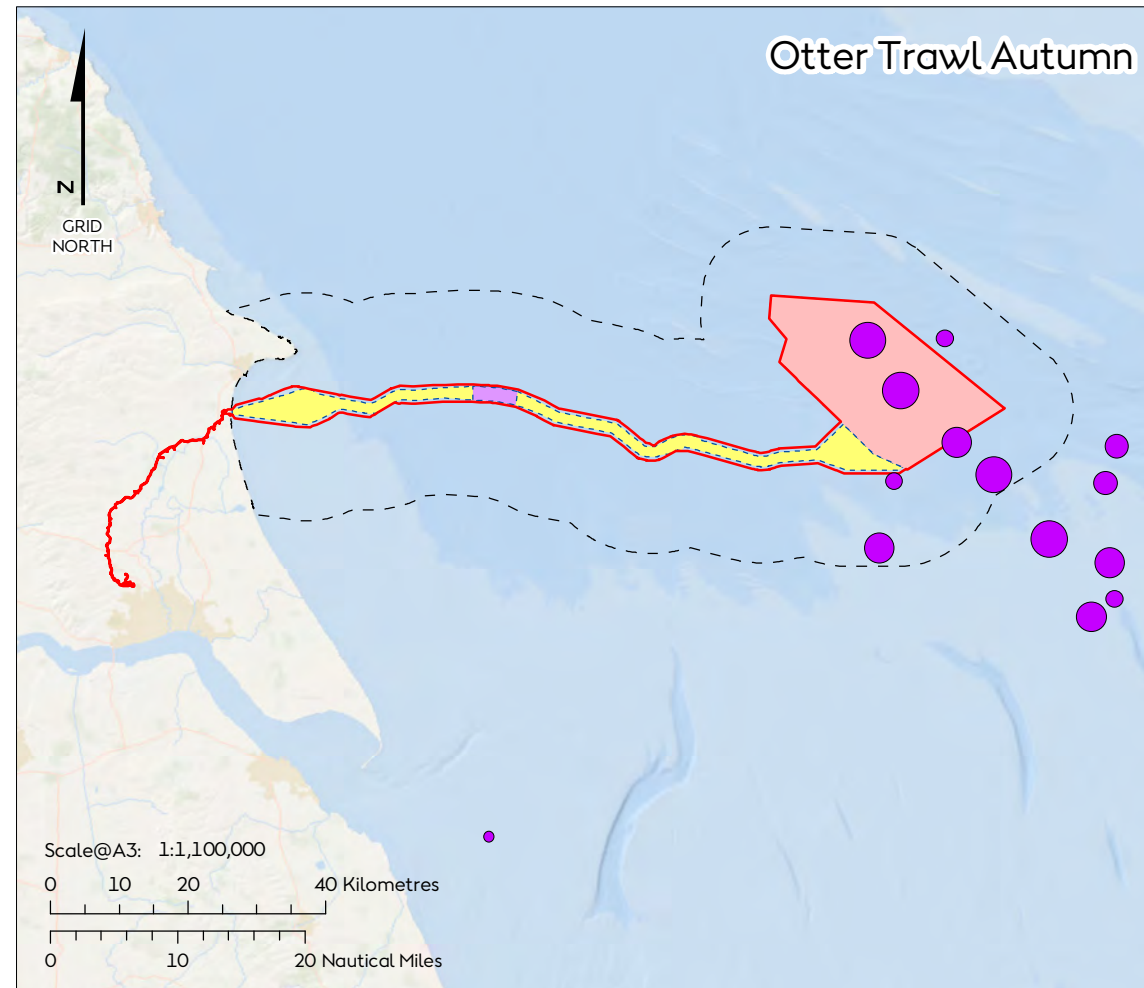 Otter Trawl Autumn
N
GRID
NORTH
Scale@A3: 1:1,100,000
0 10 20 40 Kilometres
0 10 20 Nautical Miles